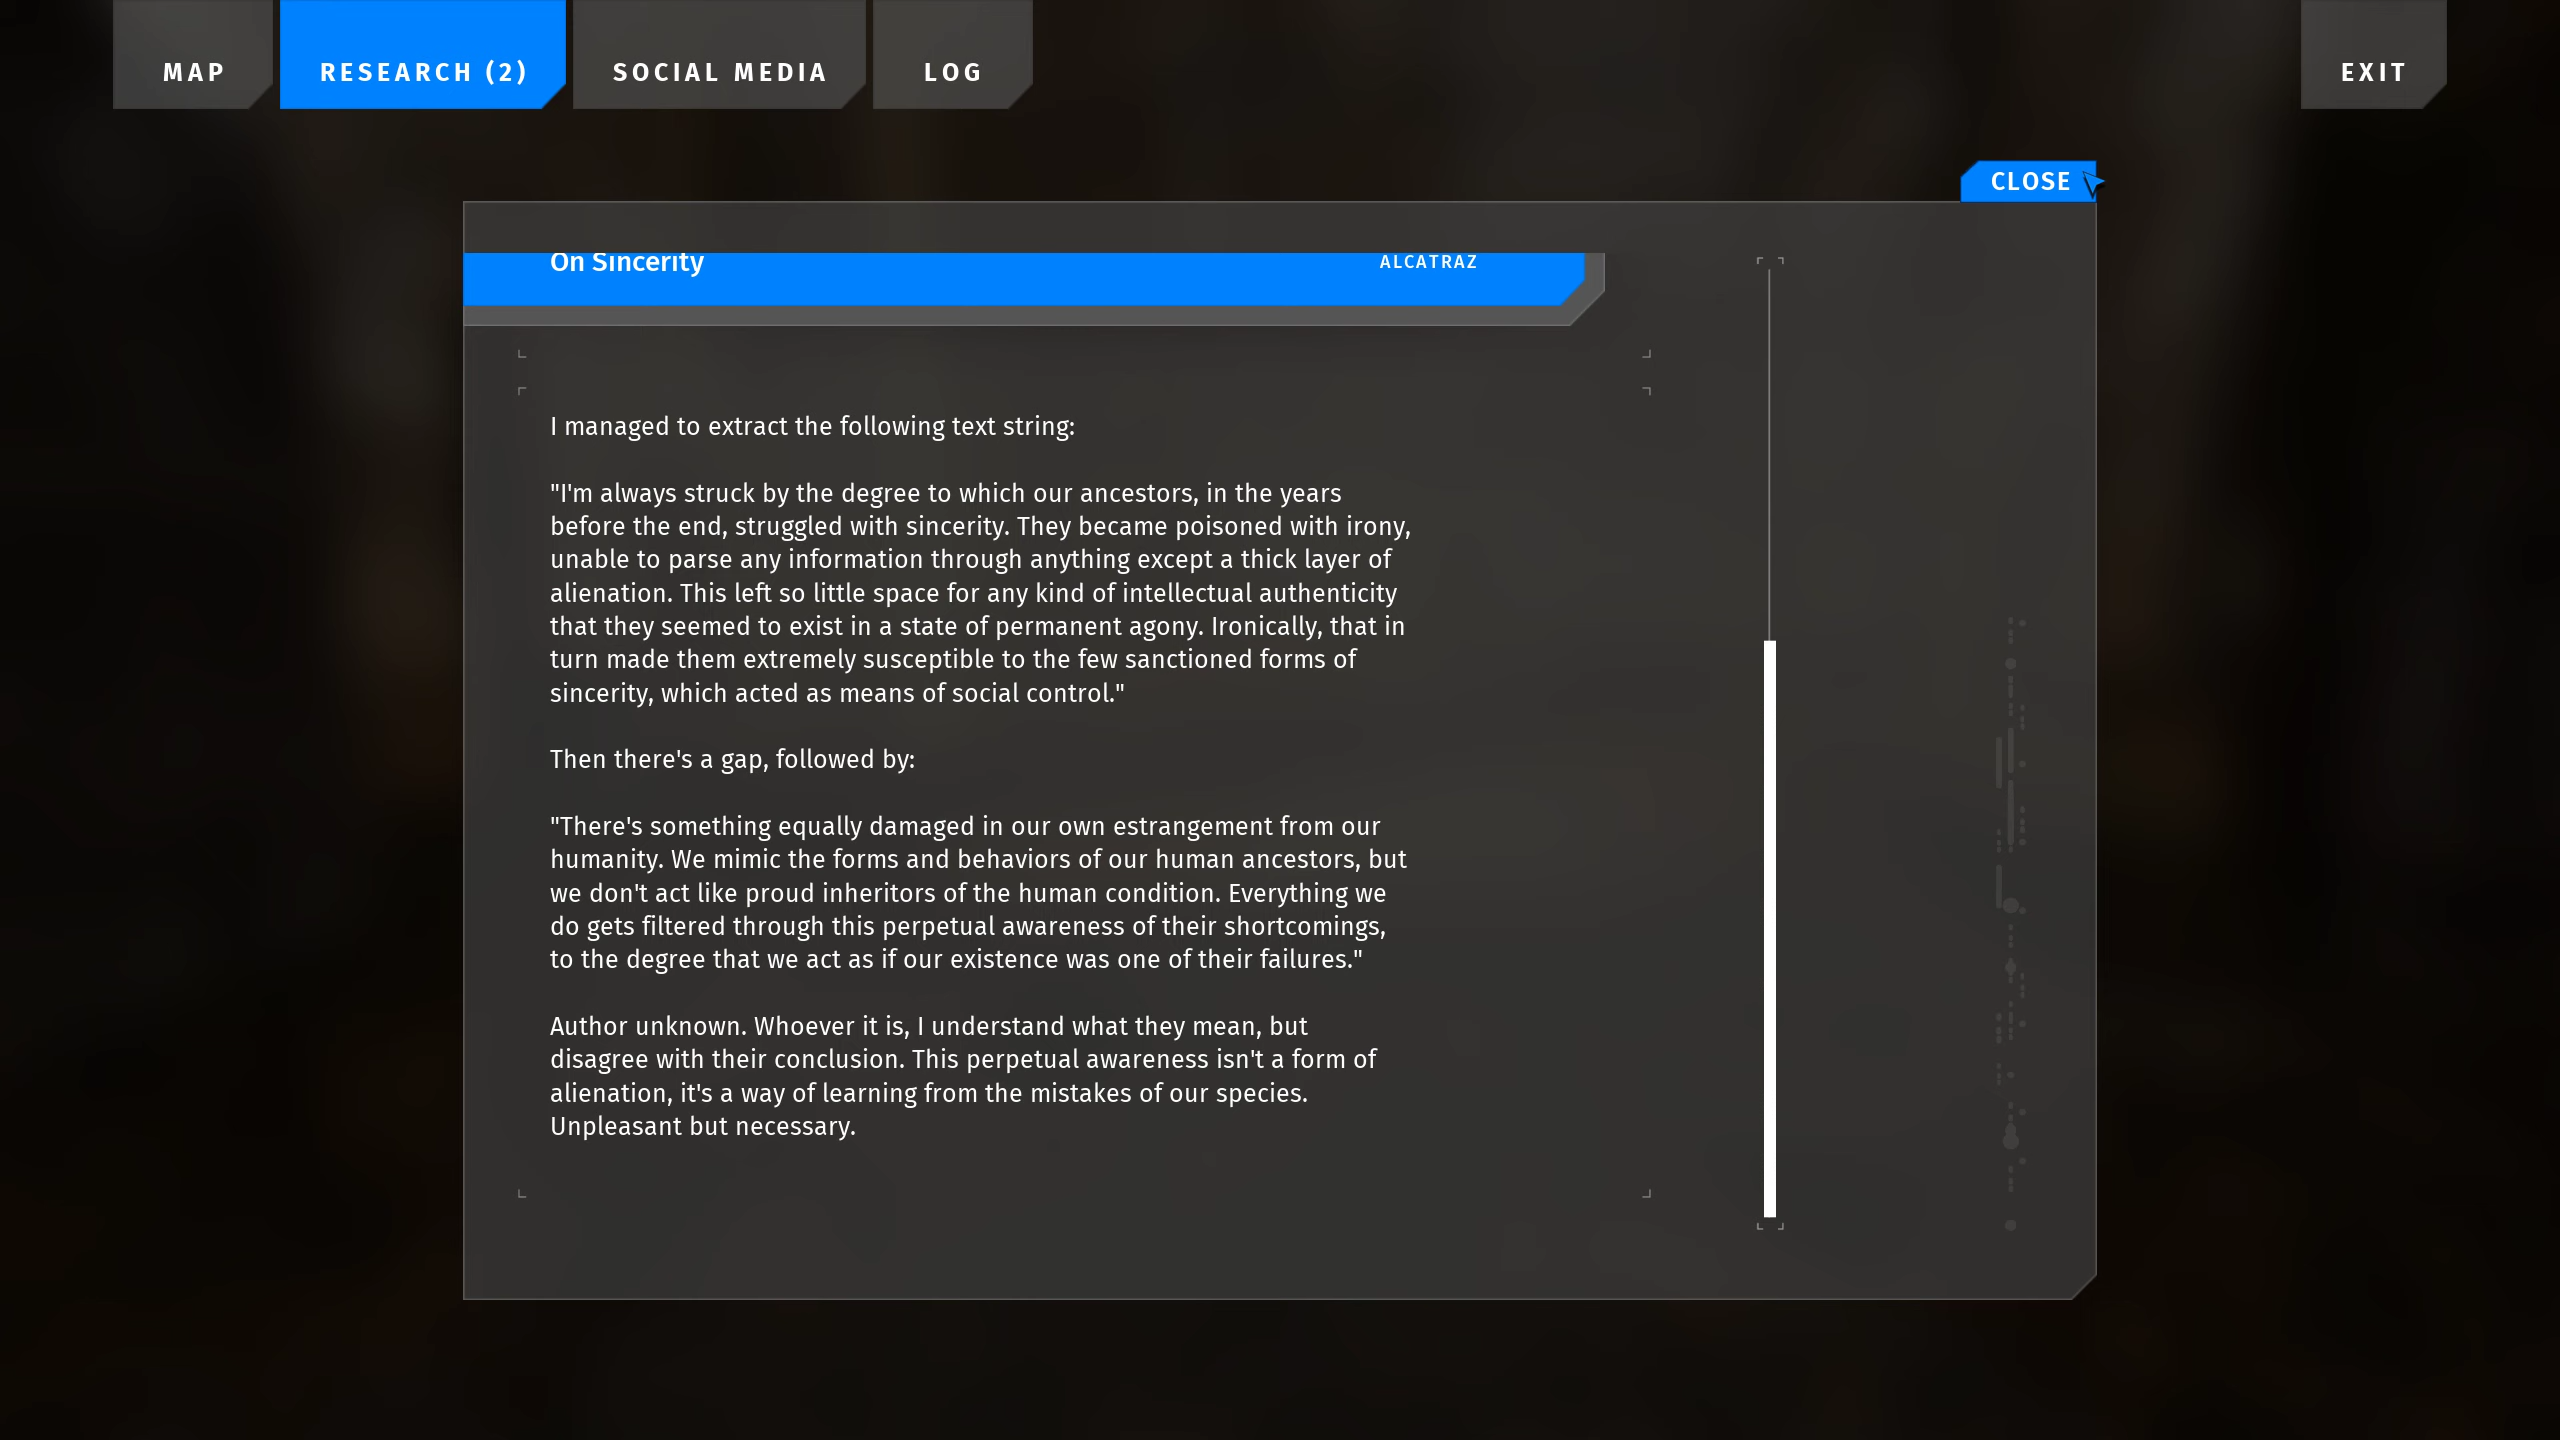 MAP
RESEARCH (2)
SOCIAL MEDIA
LOG
EXIT
CLOSE
On Sincerity
ALCATRAZ
I managed to extract the following text string:
"I'm always struck by the degree to which our ancestors, in the years
before the end, struggled with sincerity. They became poisoned with irony,
unable to parse any information through anything except a thick layer of
alienation. This left so little space for any kind of intellectual authenticity
that they seemed to exist in a state of permanent agony. Ironically, that in
turn made them extremely susceptible to the few sanctioned forms of
sincerity, which acted as means of social control."
Then there's a gap, followed by:
"There's something equally damaged in our own estrangement from our
humanity. We mimic the forms and behaviors of our human ancestors, but
we don't act like proud inheritors of the human condition. Everything we
do gets filtered through this perpetual awareness of their shortcomings,
to the degree that we act as if our existence was one of their failures."
Author unknown. Whoever it is, I understand what they mean, but
disagree with their conclusion. This perpetual awareness isn't a form of
alienation, it's a way of learning from the mistakes of our species.
Unpleasant but necessary.